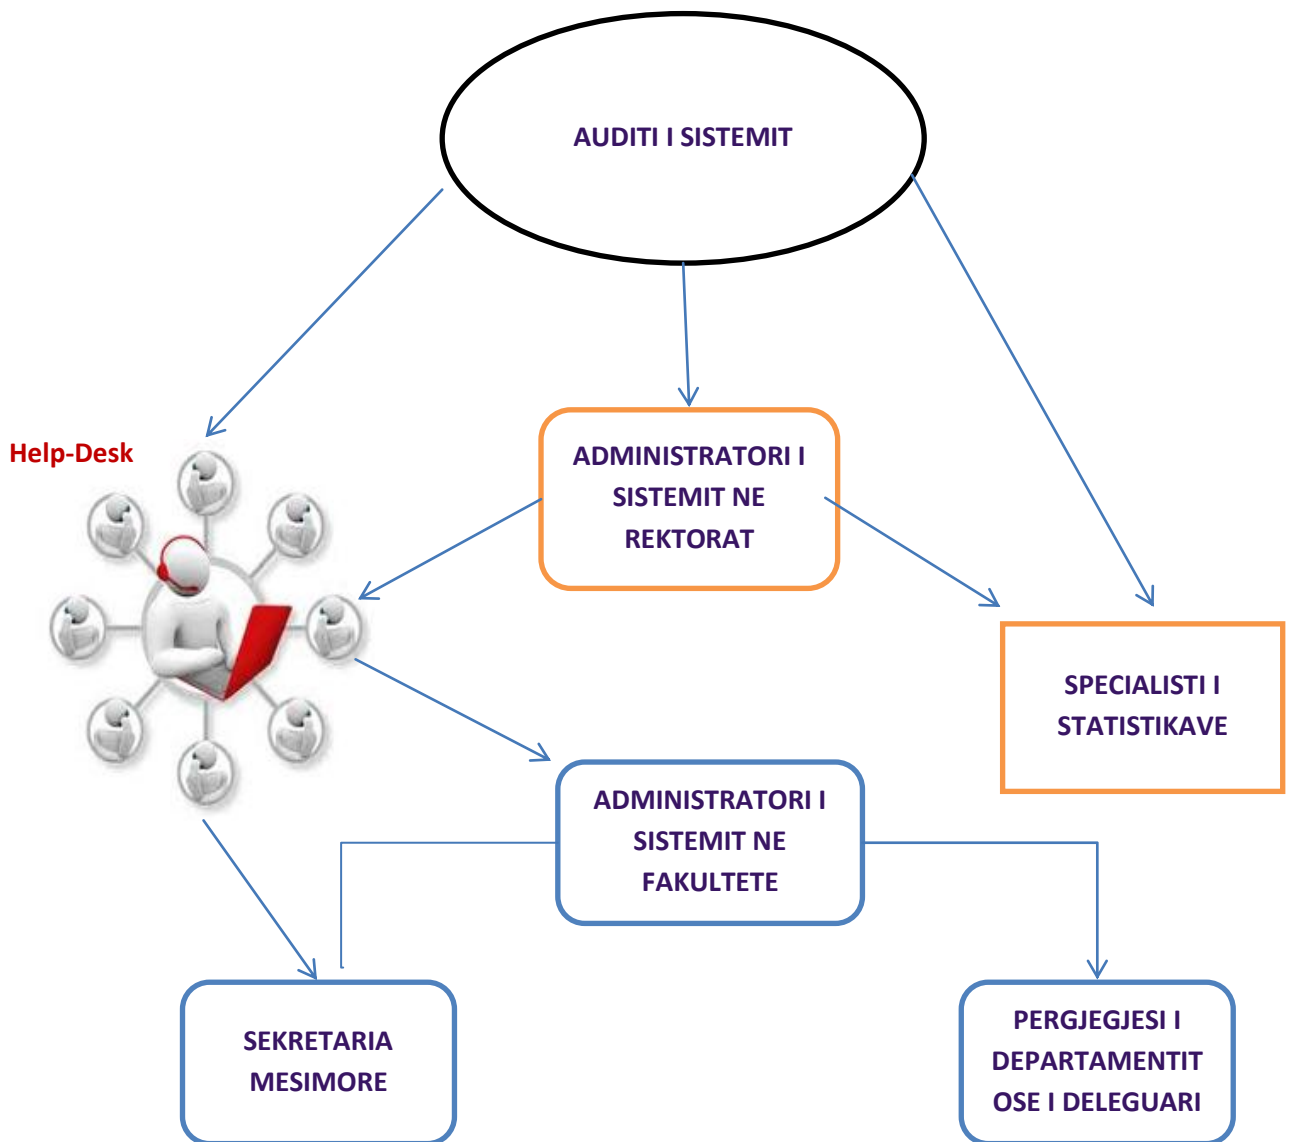 AUDITI I SISTEMIT
Help-Desk
ADMINISTRATORI I
SISTEMIT NE
REKTORAT
SPECIALISTI I
STATISTIKAVE
ADMINISTRATORI I
SISTEMIT NE
FAKULTETE
SEKRETARIA
MESIMORE
PERGJEGJESI I
DEPARTAMENTIT
OSE I DELEGUARI